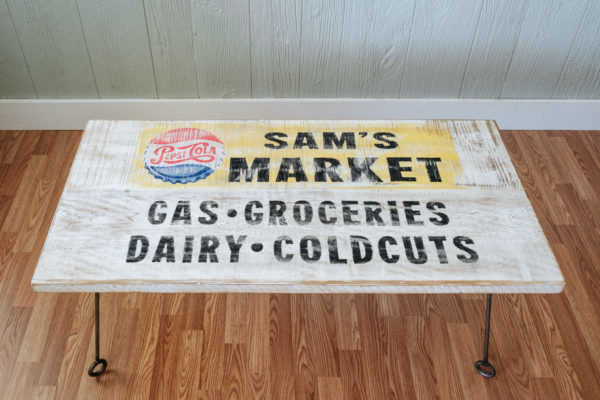 Pepsi-Cola
SAM'S
MARKET
GAS•GROCERIES
DAIRY•COLDCUTS